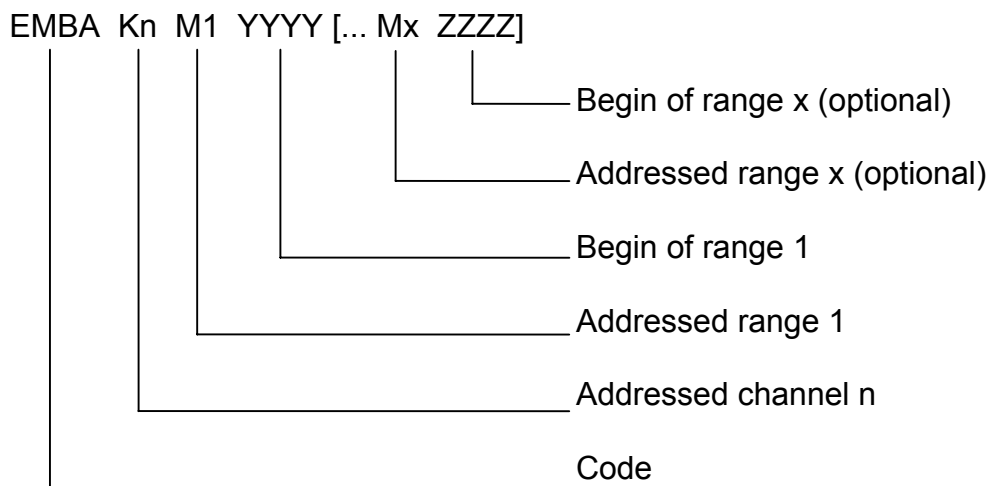 EMBA Kn M1 YYYY [... Mx ZZZZ]
Begin of range x (optional)
Addressed range x (optional)
Begin of range 1
Addressed range 1
Addressed channel n
Code